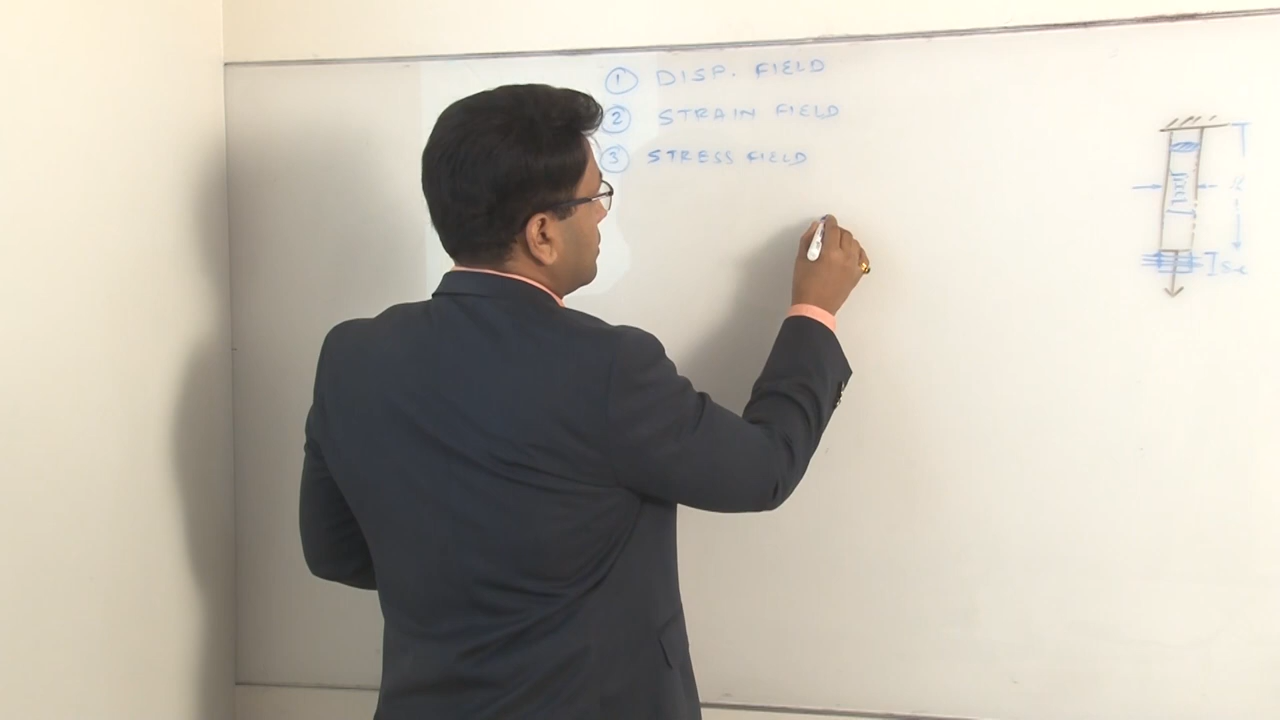 ① DISP. FIELD
② STRAIN FIELD
③ STRESS FIELD